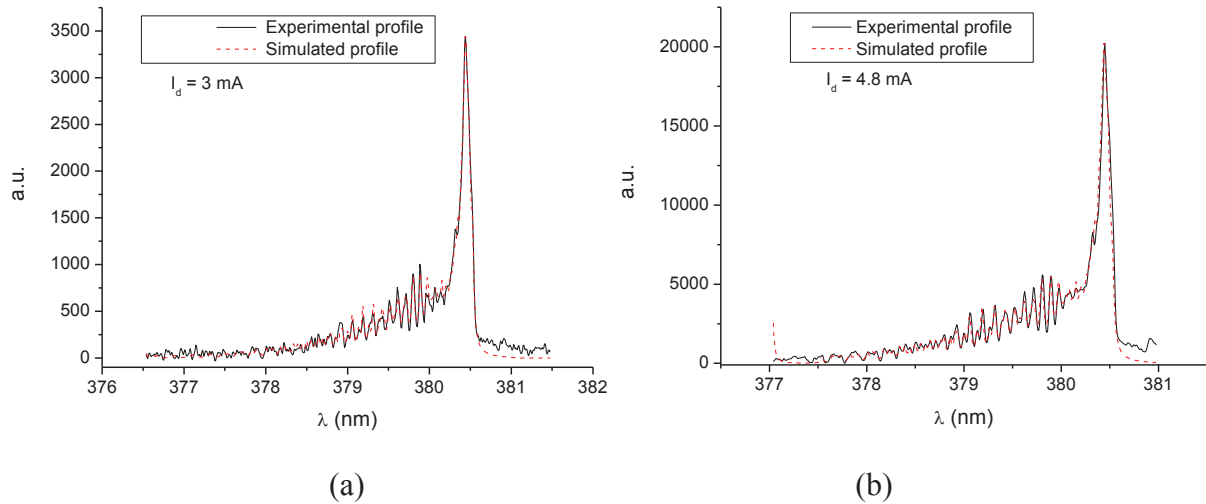 Experimental profile
Simulated profile
I_d = 3 mA
a.u.
3500
3000
2500
2000
1500
1000
500
0
376 377 378 379 380 381 382
λ (nm)
(a)
Experimental profile
Simulated profile
I_d = 4.8 mA
a.u.
20000
15000
10000
5000
0
377 378 379 380 381
λ (nm)
(b)